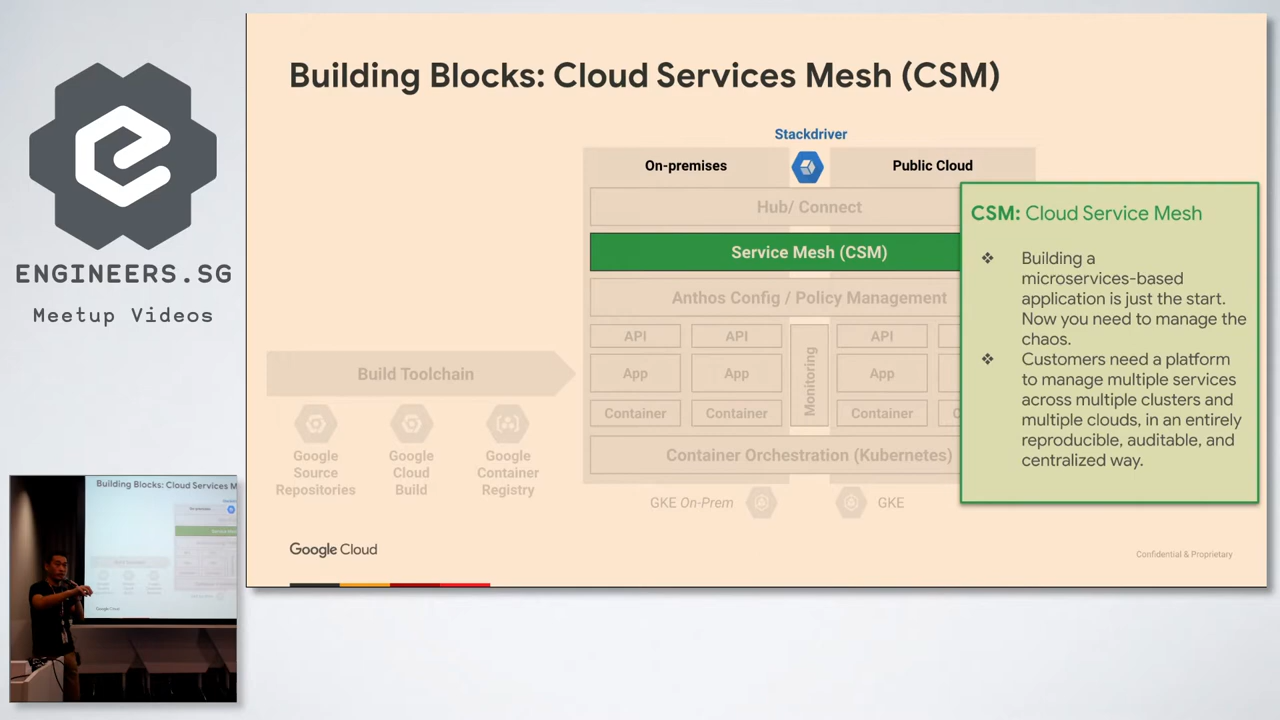 ENGINEERS.SG
Meetup Videos
Building Blocks: Cloud Services Mesh (CSM)
Stackdriver
On-premises
Public Cloud
Hub/ Connect
Service Mesh (CSM)
Anthos Config / Policy Management
API
API
API
App
App
App
Monitoring
Container
Container
Container
Container Orchestration (Kubernetes)
GKE On-Prem
GKE
Build Toolchain
Google
Source
Repositories
Google
Cloud
Build
Google
Container
Registry
CSM: Cloud Service Mesh
❖ Building a
microservices-based
application is just the start.
Now you need to manage the
chaos.
❖ Customers need a platform
to manage multiple services
across multiple clusters and
multiple clouds, in an entirely
reproducible, auditable, and
centralized way.
Google Cloud
Confidential & Proprietary
Building Blocks: Cloud Services M